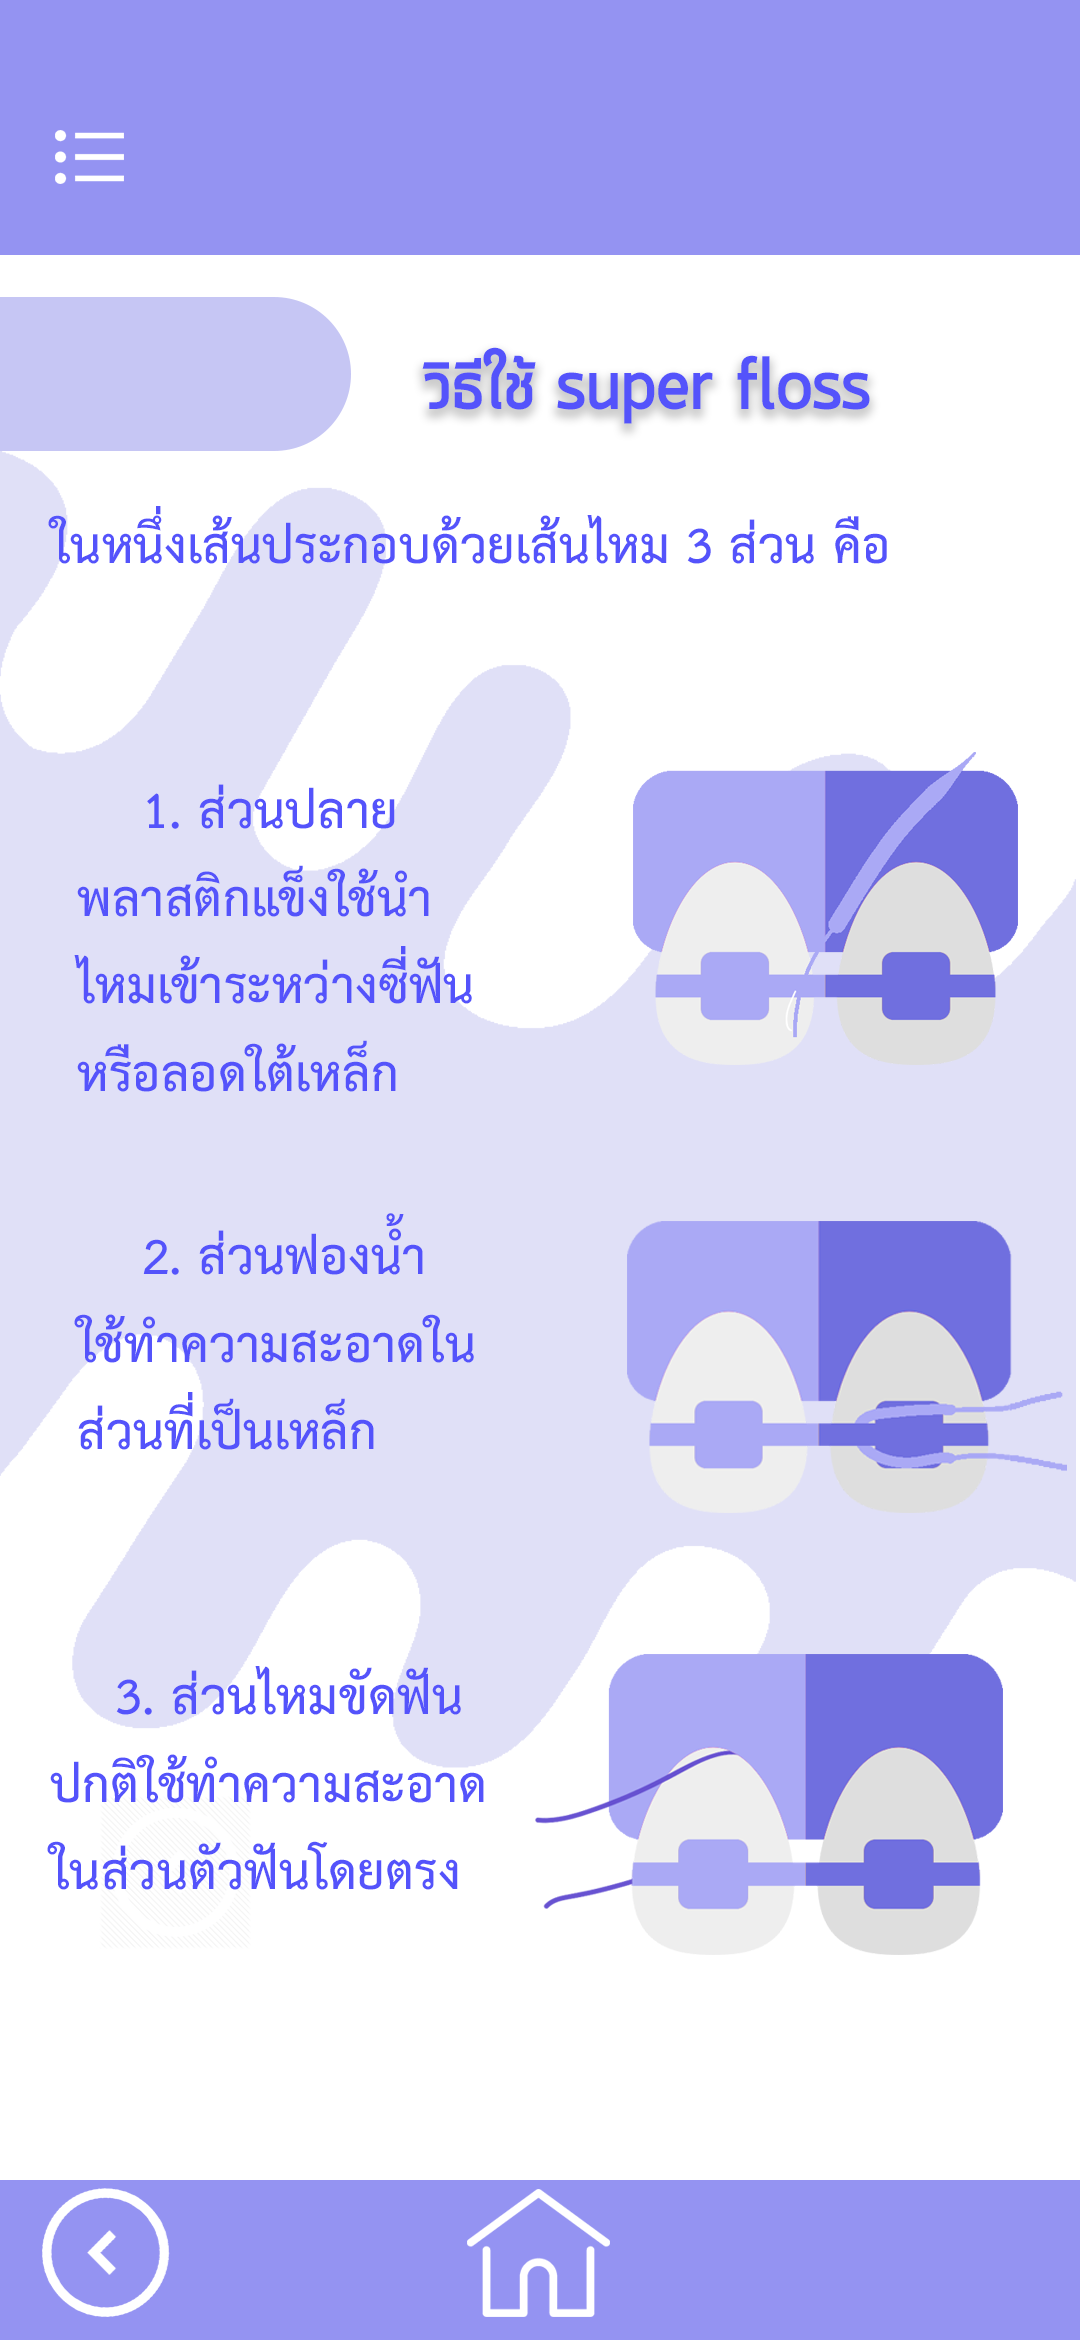 วิธีใช้ super floss
ในหนึ่งเส้นประกอบด้วยเส้นไหม 3 ส่วน คือ
1. ส่วนปลาย
พลาสติกแข็งใช้นำ
ไหมเข้าระหว่างซี่ฟัน
หรือลอดใต้เหล็ก
2. ส่วนฟองน้ำ
ใช้ทำความสะอาดใน
ส่วนที่เป็นเหล็ก
3. ส่วนไหมขัดฟัน
ปกติใช้ทำความสะอาด
ในส่วนตัวฟันโดยตรง